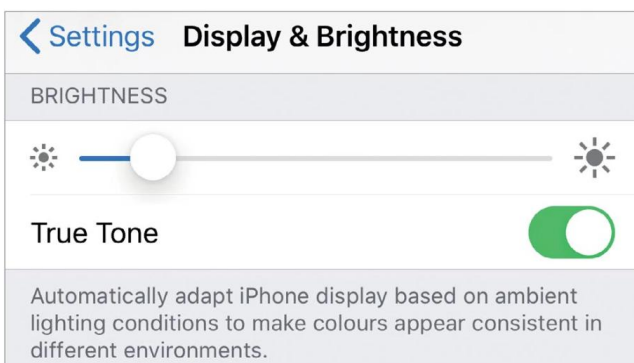 Settings Display & Brightness
BRIGHTNESS
True Tone
Automatically adapt iPhone display based on ambient
lighting conditions to make colours appear consistent in
different environments.